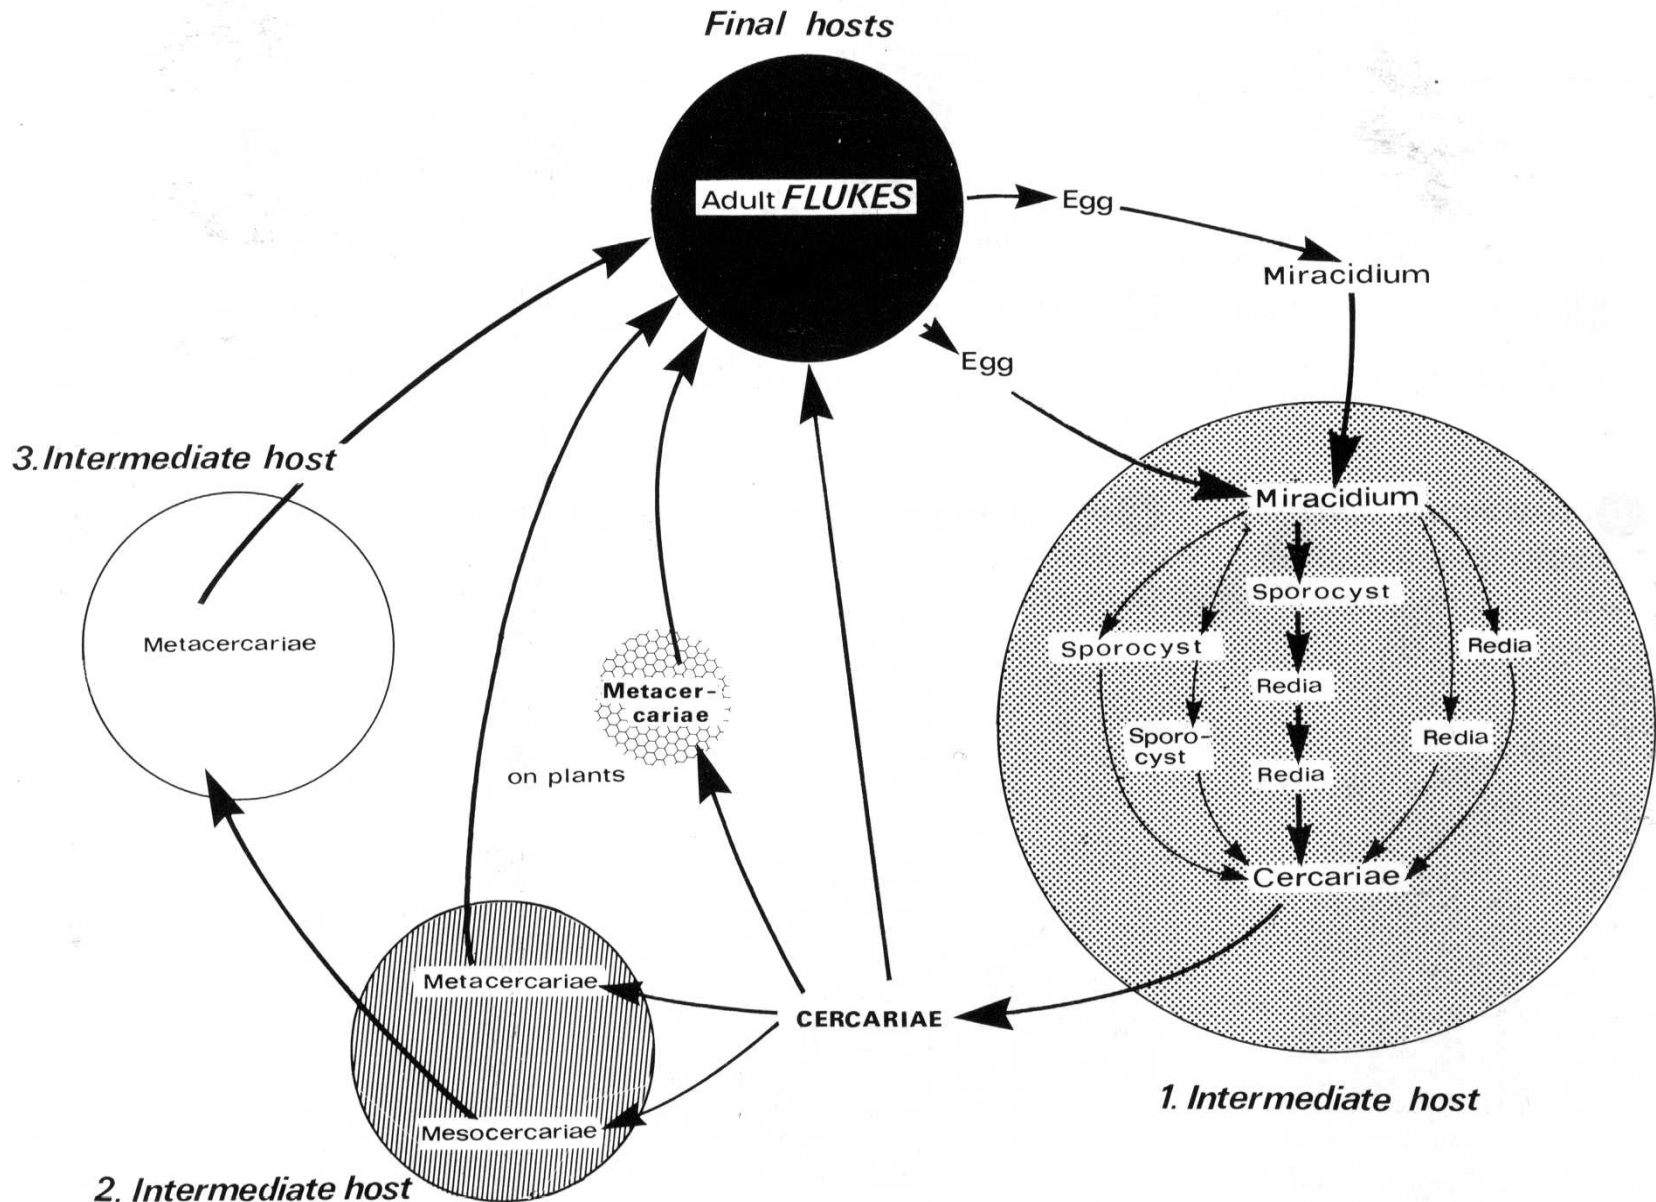 Final hosts
Adult FLUKES
Egg
Miracidium
Egg
3. Intermediate host
Metacercariae
Metacer-
cariae
on plants
Miracidium
Sporocyst
Sporocyst
Redia
Redia
Sporo-
cyst
Redia
Redia
Cercariae
Metacercariae
CERCARIAE
Mesocercariae
1. Intermediate host
2. Intermediate host